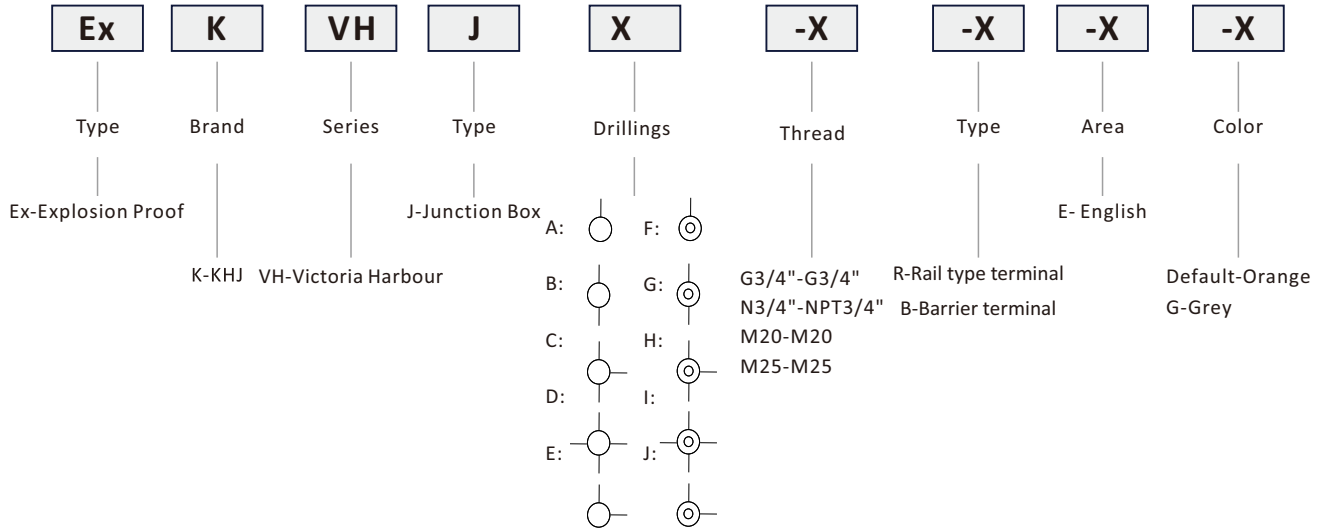 Ex K VH J X -X -X -X -X
Type Brand Series Type Drillings Thread Type Area Color
Ex-Explosion Proof
J-Junction Box
E- English
K-KHJ
VH-Victoria Harbour
A: F:
B: G:
C: H:
D: I:
E: J:
G3/4"-G3/4"
N3/4"-NPT3/4"
M20-M20
M25-M25
R-Rail type terminal
B-Barrier terminal
Default-Orange
G-Grey